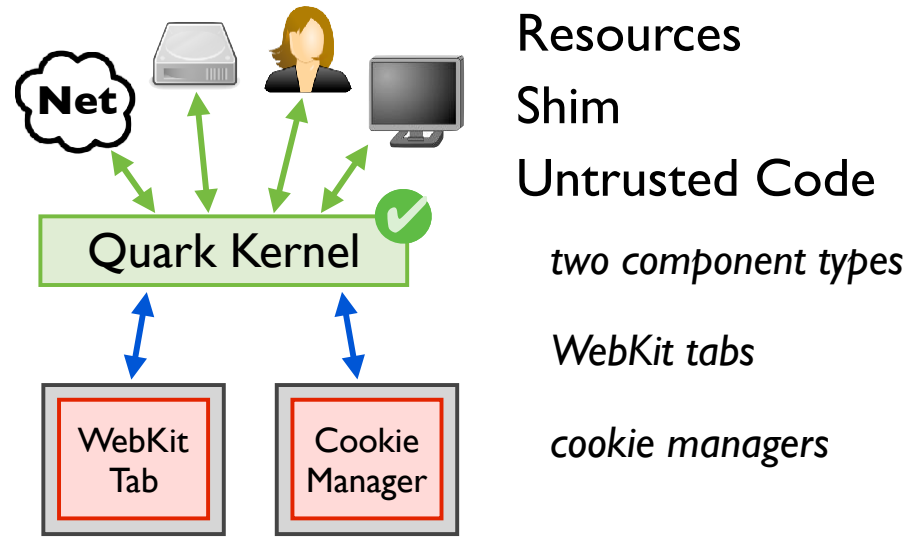 Net
Quark Kernel
WebKit
Tab
Cookie
Manager
Resources
Shim
Untrusted Code
two component types
WebKit tabs
cookie managers